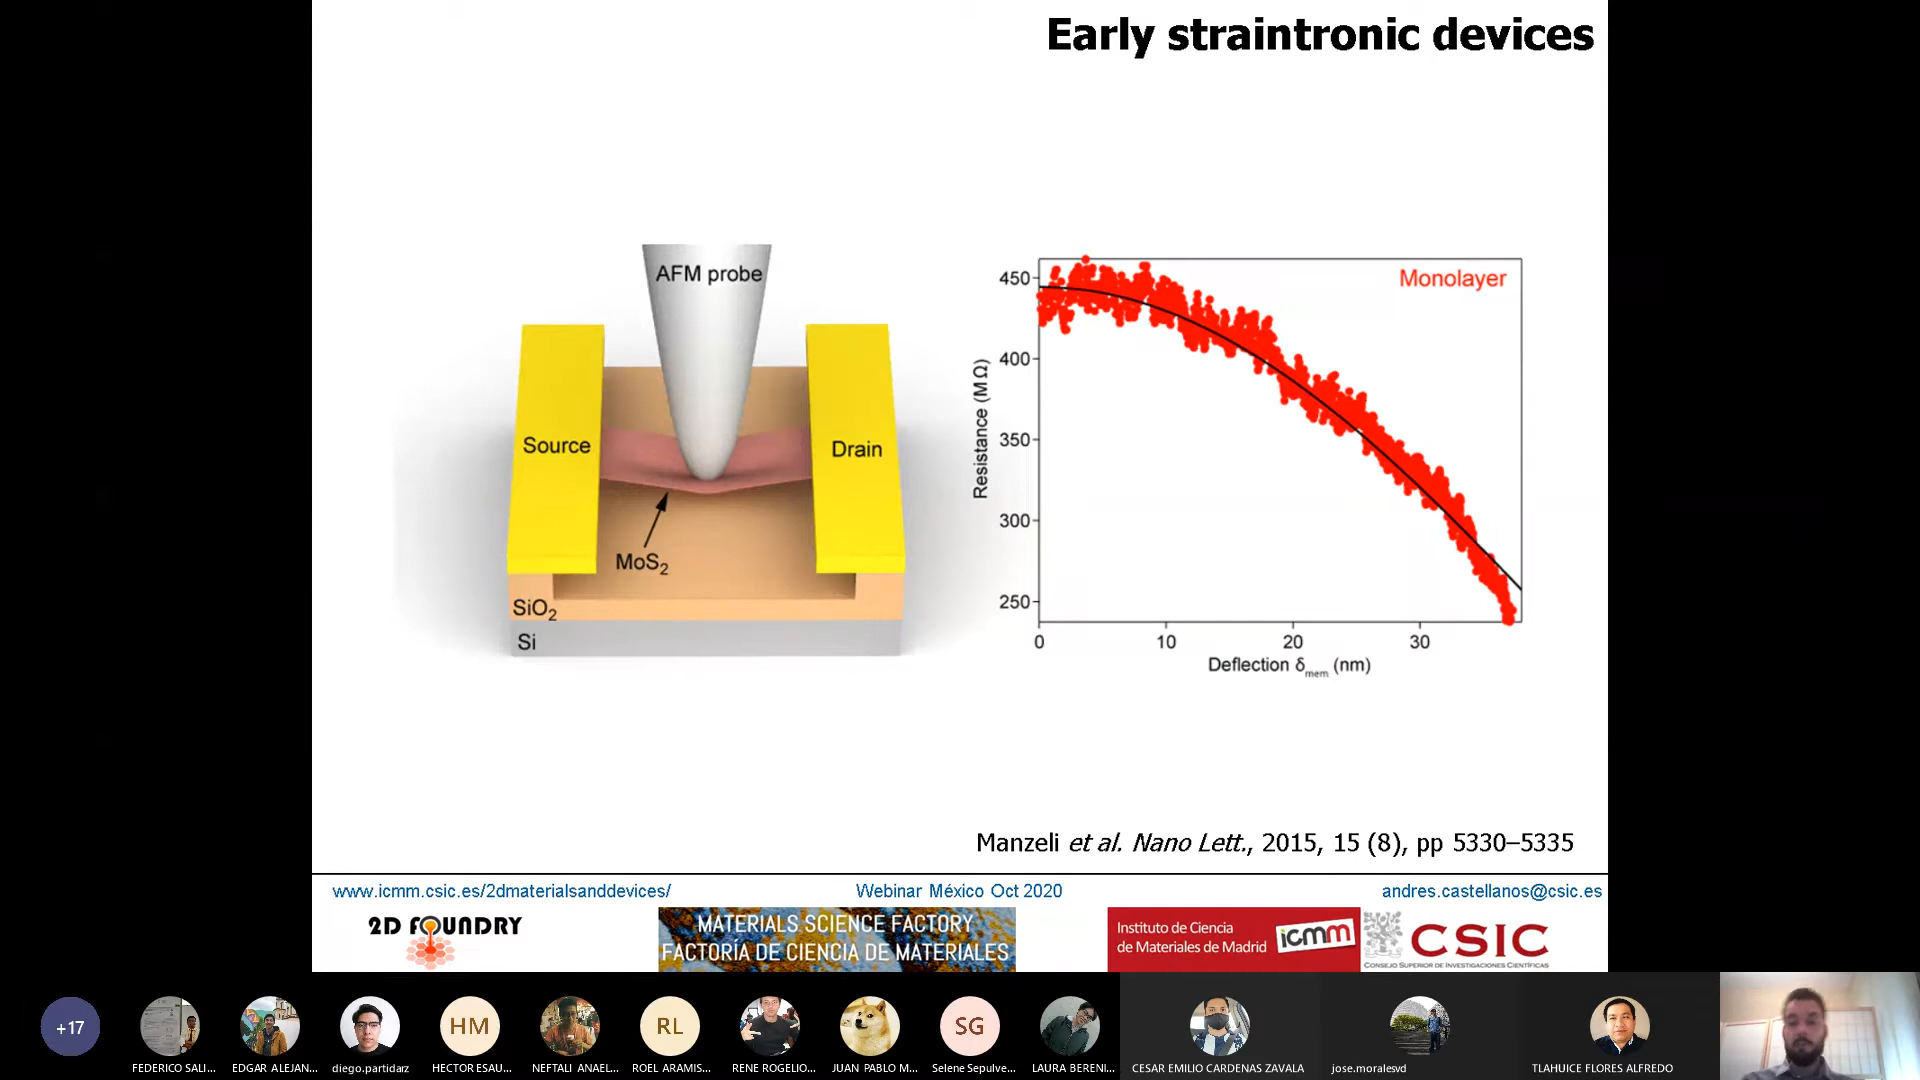 Early straintronic devices
AFM probe
Source
Drain
MoS2
SiO2
Si
Monolayer
450
400
350
300
250
Resistance (MΩ)
0 10 20 30
Deflection δmem (nm)
Manzeli et al. Nano Lett., 2015, 15 (8), pp 5330–5335
www.icmm.csic.es/2dmaterialsanddevices/
Webinar México Oct 2020
andres.castellanos@csic.es
2D FOUNDRY
MATERIALS SCIENCE FACTORY
FACTORÍA DE CIENCIA DE MATERIALES
Instituto de Ciencia
de Materiales de Madrid
icmm
CSIC
CONSEJO SUPERIOR DE INVESTIGACIONES CIENTÍFICAS
+17
HM
RL
SG
FEDERICO SALI...
EDGAR ALEJAN...
diego.partidarz
HECTOR ESAU...
NEFTALI ANAEL...
ROEL ARAMIS...
RENE ROGELIO...
JUAN PABLO M...
Selene Sepulve...
LAURA BERENI...
CESAR EMILIO CARDENAS ZAVALA
jose.moralesvd
TLAHUICE FLORES ALFREDO